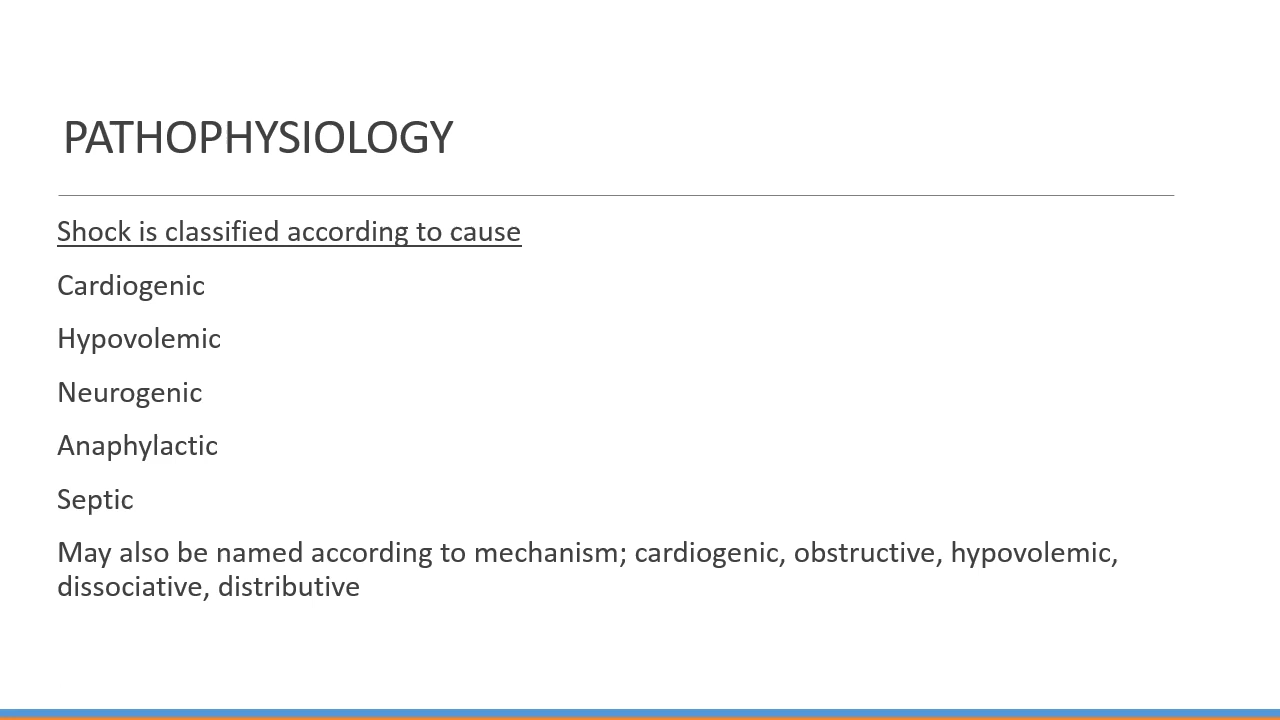 PATHOPHYSIOLOGY
Shock is classified according to cause
Cardiogenic
Hypovolemic
Neurogenic
Anaphylactic
Septic
May also be named according to mechanism; cardiogenic, obstructive, hypovolemic,
dissociative, distributive